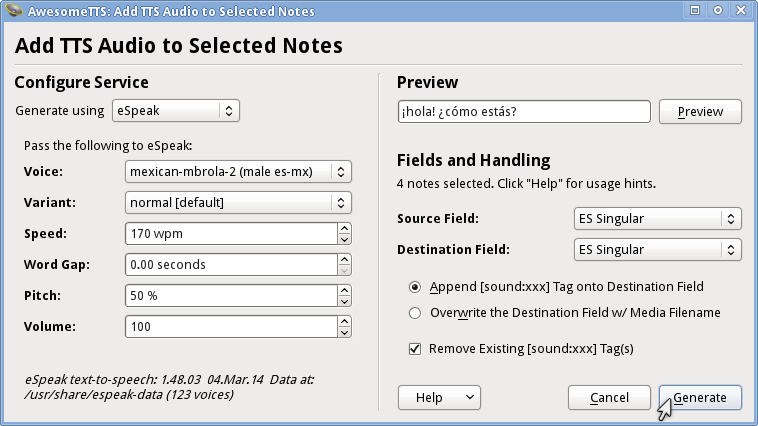 AwesomeTTS: Add TTS Audio to Selected Notes
Add TTS Audio to Selected Notes
Configure Service
Generate using eSpeak
Pass the following to eSpeak:
Voice: mexican-mbrola-2 (male es-mx)
Variant: normal [default]
Speed: 170 wpm
Word Gap: 0.00 seconds
Pitch: 50 %
Volume: 100
eSpeak text-to-speech: 1.48.03 04.Mar.14 Data at:
/usr/share/espeak-data (123 voices)
Preview
¡hola! ¿cómo estás? Preview
Fields and Handling
4 notes selected. Click "Help" for usage hints.
Source Field: ES Singular
Destination Field: ES Singular
Append [sound:xxx] Tag onto Destination Field
Overwrite the Destination Field w/ Media Filename
Remove Existing [sound:xxx] Tag(s)
Help Cancel Generate